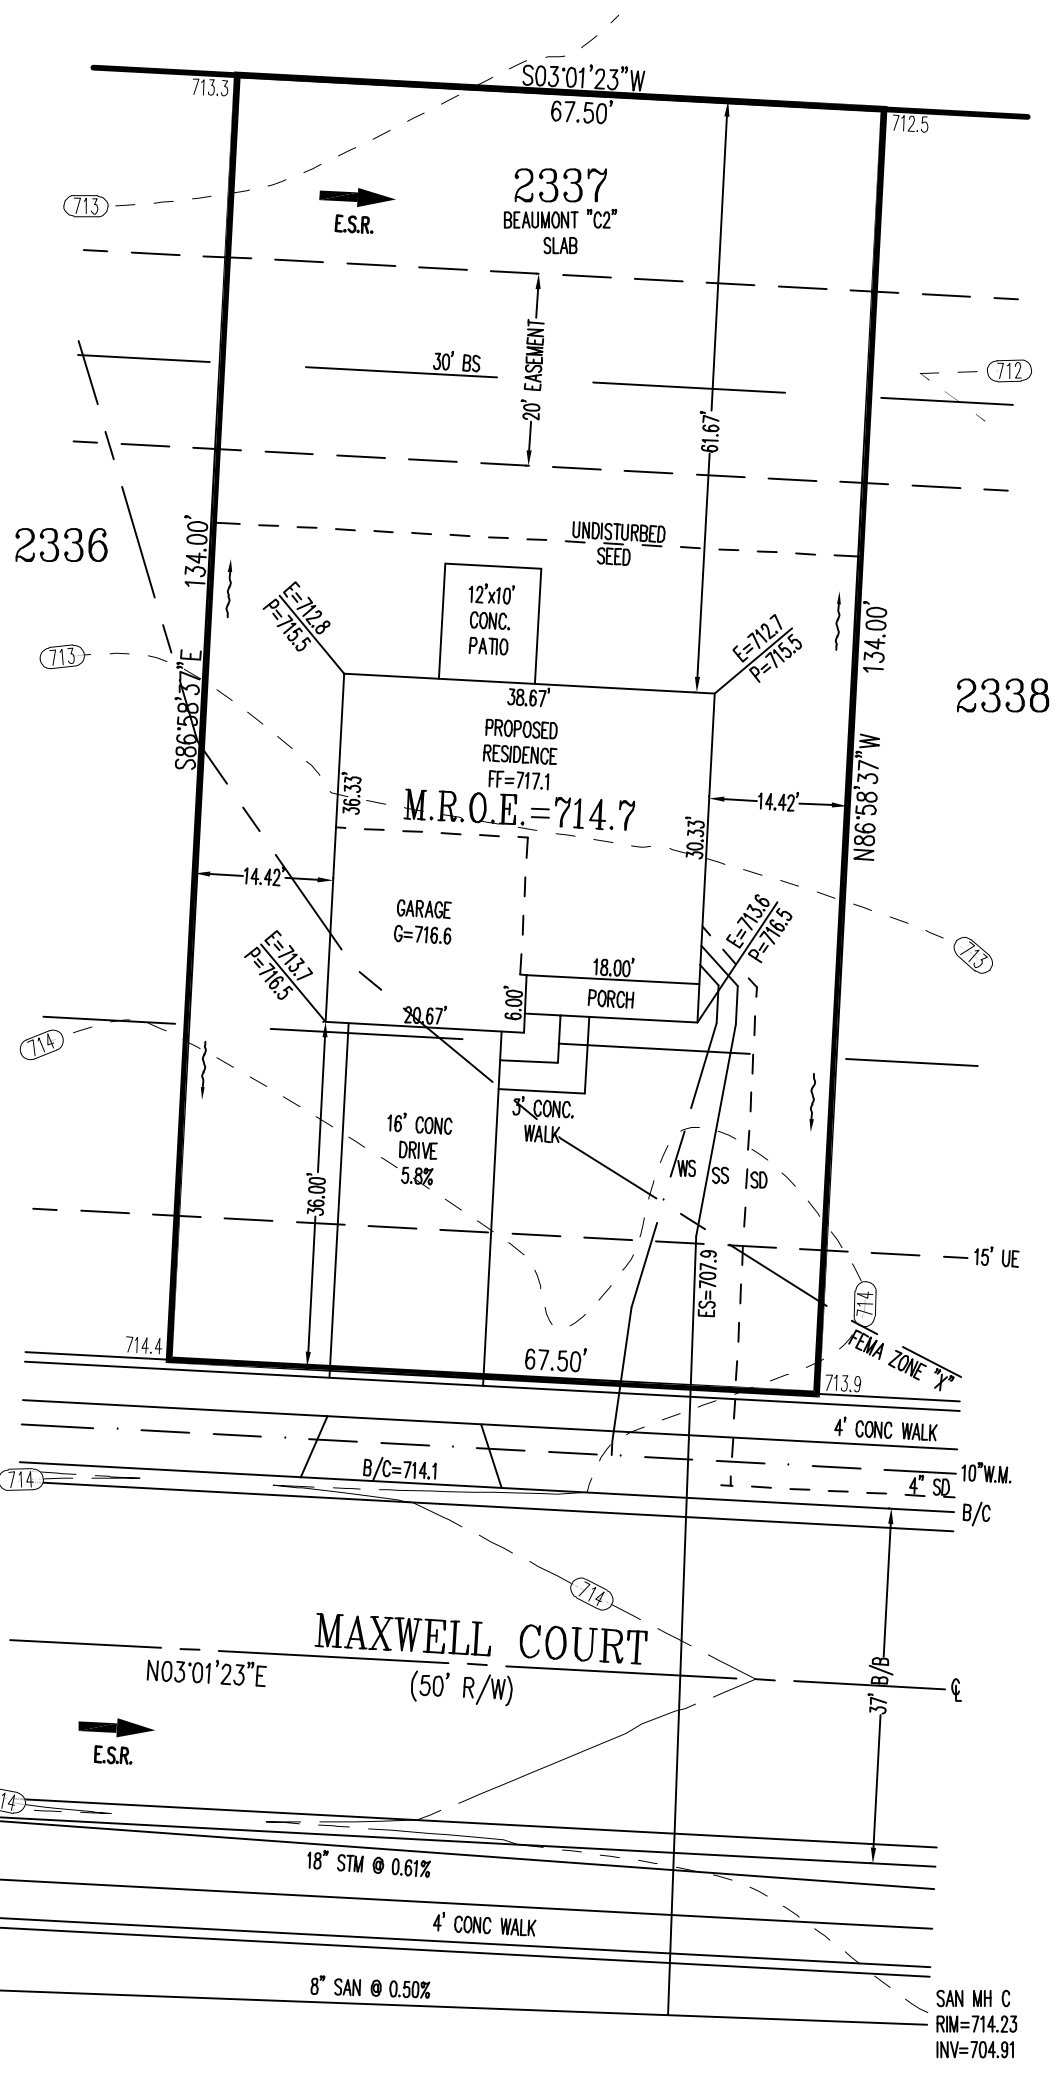 S03°01'23"W
713.3
67.50'
712.5
2337
BEAUMONT "C2"
SLAB
713
E.S.R.
30' BS
20' EASEMENT
712
61.67'
2336
134.00'
S86°58'37"E
UNDISTURBED
SEED
12'x10'
CONC.
PATIO
E=712.8
P=715.5
E=712.7
P=715.5
134.00'
N86°58'37"W
713
2338
38.67'
PROPOSED
RESIDENCE
FF=717.1
M.R.O.E.=714.7
36.33'
30.33'
14.42'
14.42'
GARAGE
G=716.6
E=713.6
P=716.5
E=713.7
P=716.5
713
18.00'
PORCH
6.00'
20.67'
714
16' CONC
DRIVE
5.8%
3' CONC.
WALK
36.00'
WS
SS
SD
15' UE
ES=707.9
714
FEMA ZONE "X"
714.4
67.50'
713.9
4' CONC WALK
B/C=714.1
10"W.M.
714
4" SD
B/C
714
MAXWELL COURT
(50' R/W)
N03°01'23"E
37' B/B
℄
E.S.R.
14
18" STM @ 0.61%
4' CONC WALK
8" SAN @ 0.50%
SAN MH C
RIM=714.23
INV=704.91